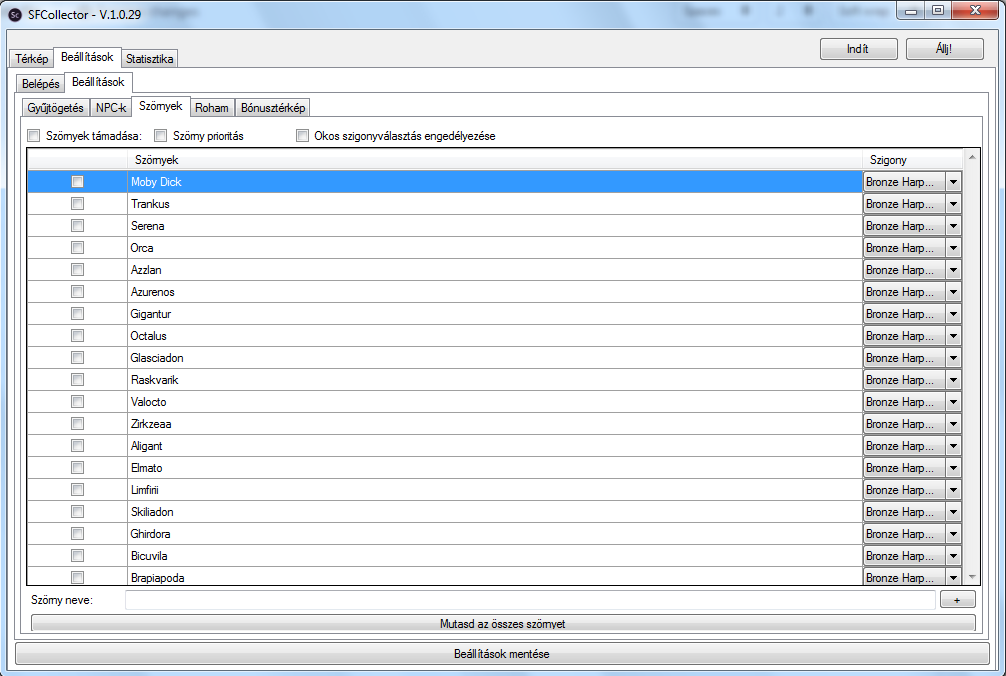 SFCollector - V.1.0.29
Indít Állj!
Térkép Beállítások Statisztika
Belépés Beállítások
Gyűjtögetés NPC-k Szörnyek Roham Bónusztérkép
Szörnyek támadása: Szörny prioritás Okos szigonyválasztás engedélyezése
Szörnyek Szigony
Moby Dick Bronze Harp...
Trankus Bronze Harp...
Serena Bronze Harp...
Orca Bronze Harp...
Azzlan Bronze Harp...
Azurenos Bronze Harp...
Gigantur Bronze Harp...
Octalus Bronze Harp...
Glasciadon Bronze Harp...
Raskvarik Bronze Harp...
Valocto Bronze Harp...
Zirkzeaa Bronze Harp...
Aligant Bronze Harp...
Elmato Bronze Harp...
Limfirii Bronze Harp...
Skiliadon Bronze Harp...
Ghirdora Bronze Harp...
Bicuvila Bronze Harp...
Brapiapoda Bronze Harp...
Szörny neve: +
Mutasd az összes szörnyet
Beállítások mentése